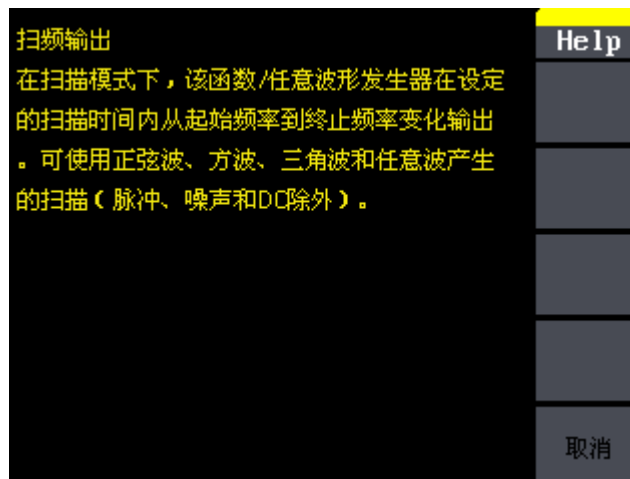 扫频输出
Help
在扫描模式下，该函数/任意波形发生器在设定
的扫描时间内从起始频率到终止频率变化输出
。可使用正弦波、方波、三角波和任意波产生
的扫描(脉冲、噪声和DC除外)。
取消